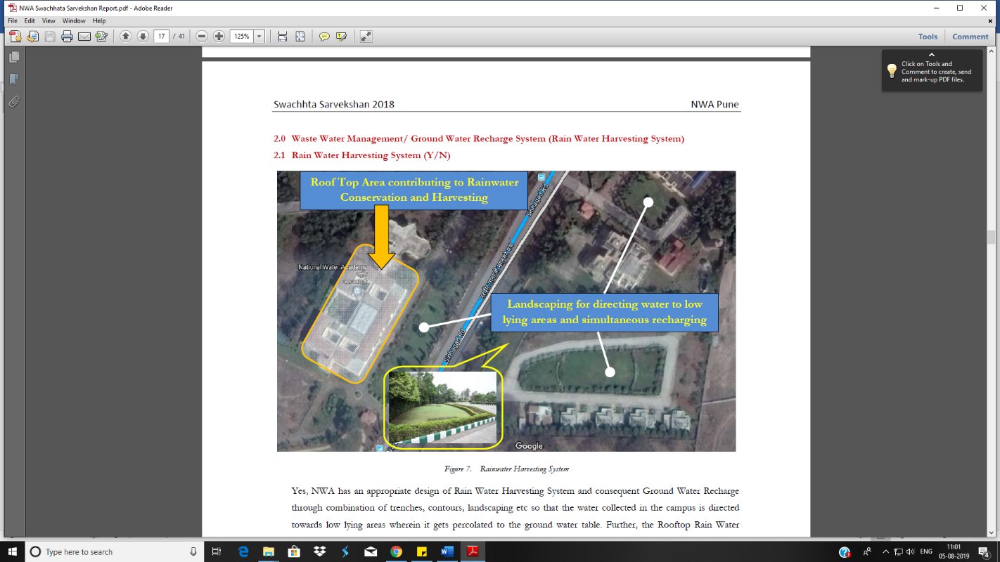 NWA Swachhata Sarvekshan Report.pdf - Adobe Reader
File Edit View Window Help
17 / 41 125% Tools Comment
Click on Tools and
Comment to create, send
and mark-up PDF files.
Swachhta Sarvekshan 2018 NWA Pune
2.0 Waste Water Management/ Ground Water Recharge System (Rain Water Harvesting System)
2.1 Rain Water Harvesting System (Y/N)
Roof Top Area contributing to Rainwater
Conservation and Harvesting
Sinhagad Rd
National Water Academy
Landscaping for directing water to low
lying areas and simultaneous recharging
Sinhagad Rd
Google
Figure 7. Rainwater Harvesting System
Yes, NWA has an appropriate design of Rain Water Harvesting System and consequent Ground Water Recharge
through combination of trenches, contours, landscaping etc so that the water collected in the campus is directed
towards low lying areas wherein it gets percolated to the ground water table. Further, the Rooftop Rain Water
Type here to search
ENG
11:01
05-08-2019
4